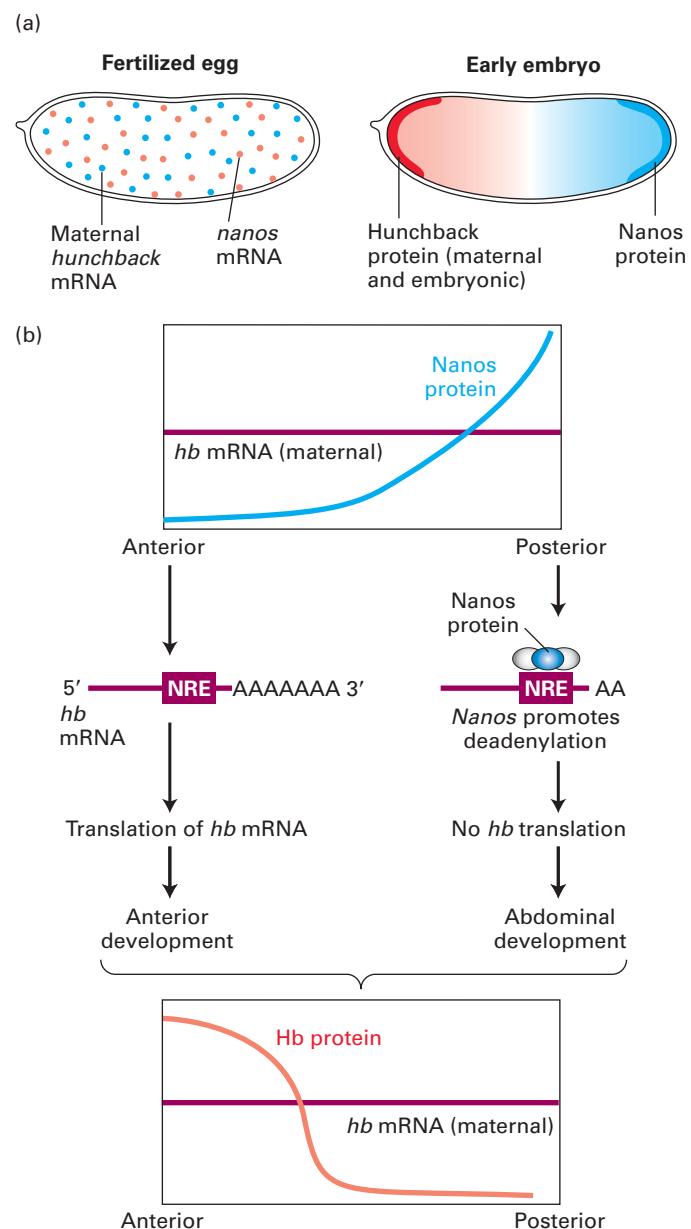 (a)
Fertilized egg
Early embryo
Maternal
hunchback
mRNA
nanos
mRNA
Hunchback
protein (maternal
and embryonic)
Nanos
protein
(b)
Nanos
protein
hb mRNA (maternal)
Anterior
Posterior
Nanos
protein
5′ NRE AAAAAAA 3′
hb
mRNA
NRE AA
Nanos promotes
deadenylation
Translation of hb mRNA
No hb translation
Anterior
development
Abdominal
development
Hb protein
hb mRNA (maternal)
Anterior
Posterior